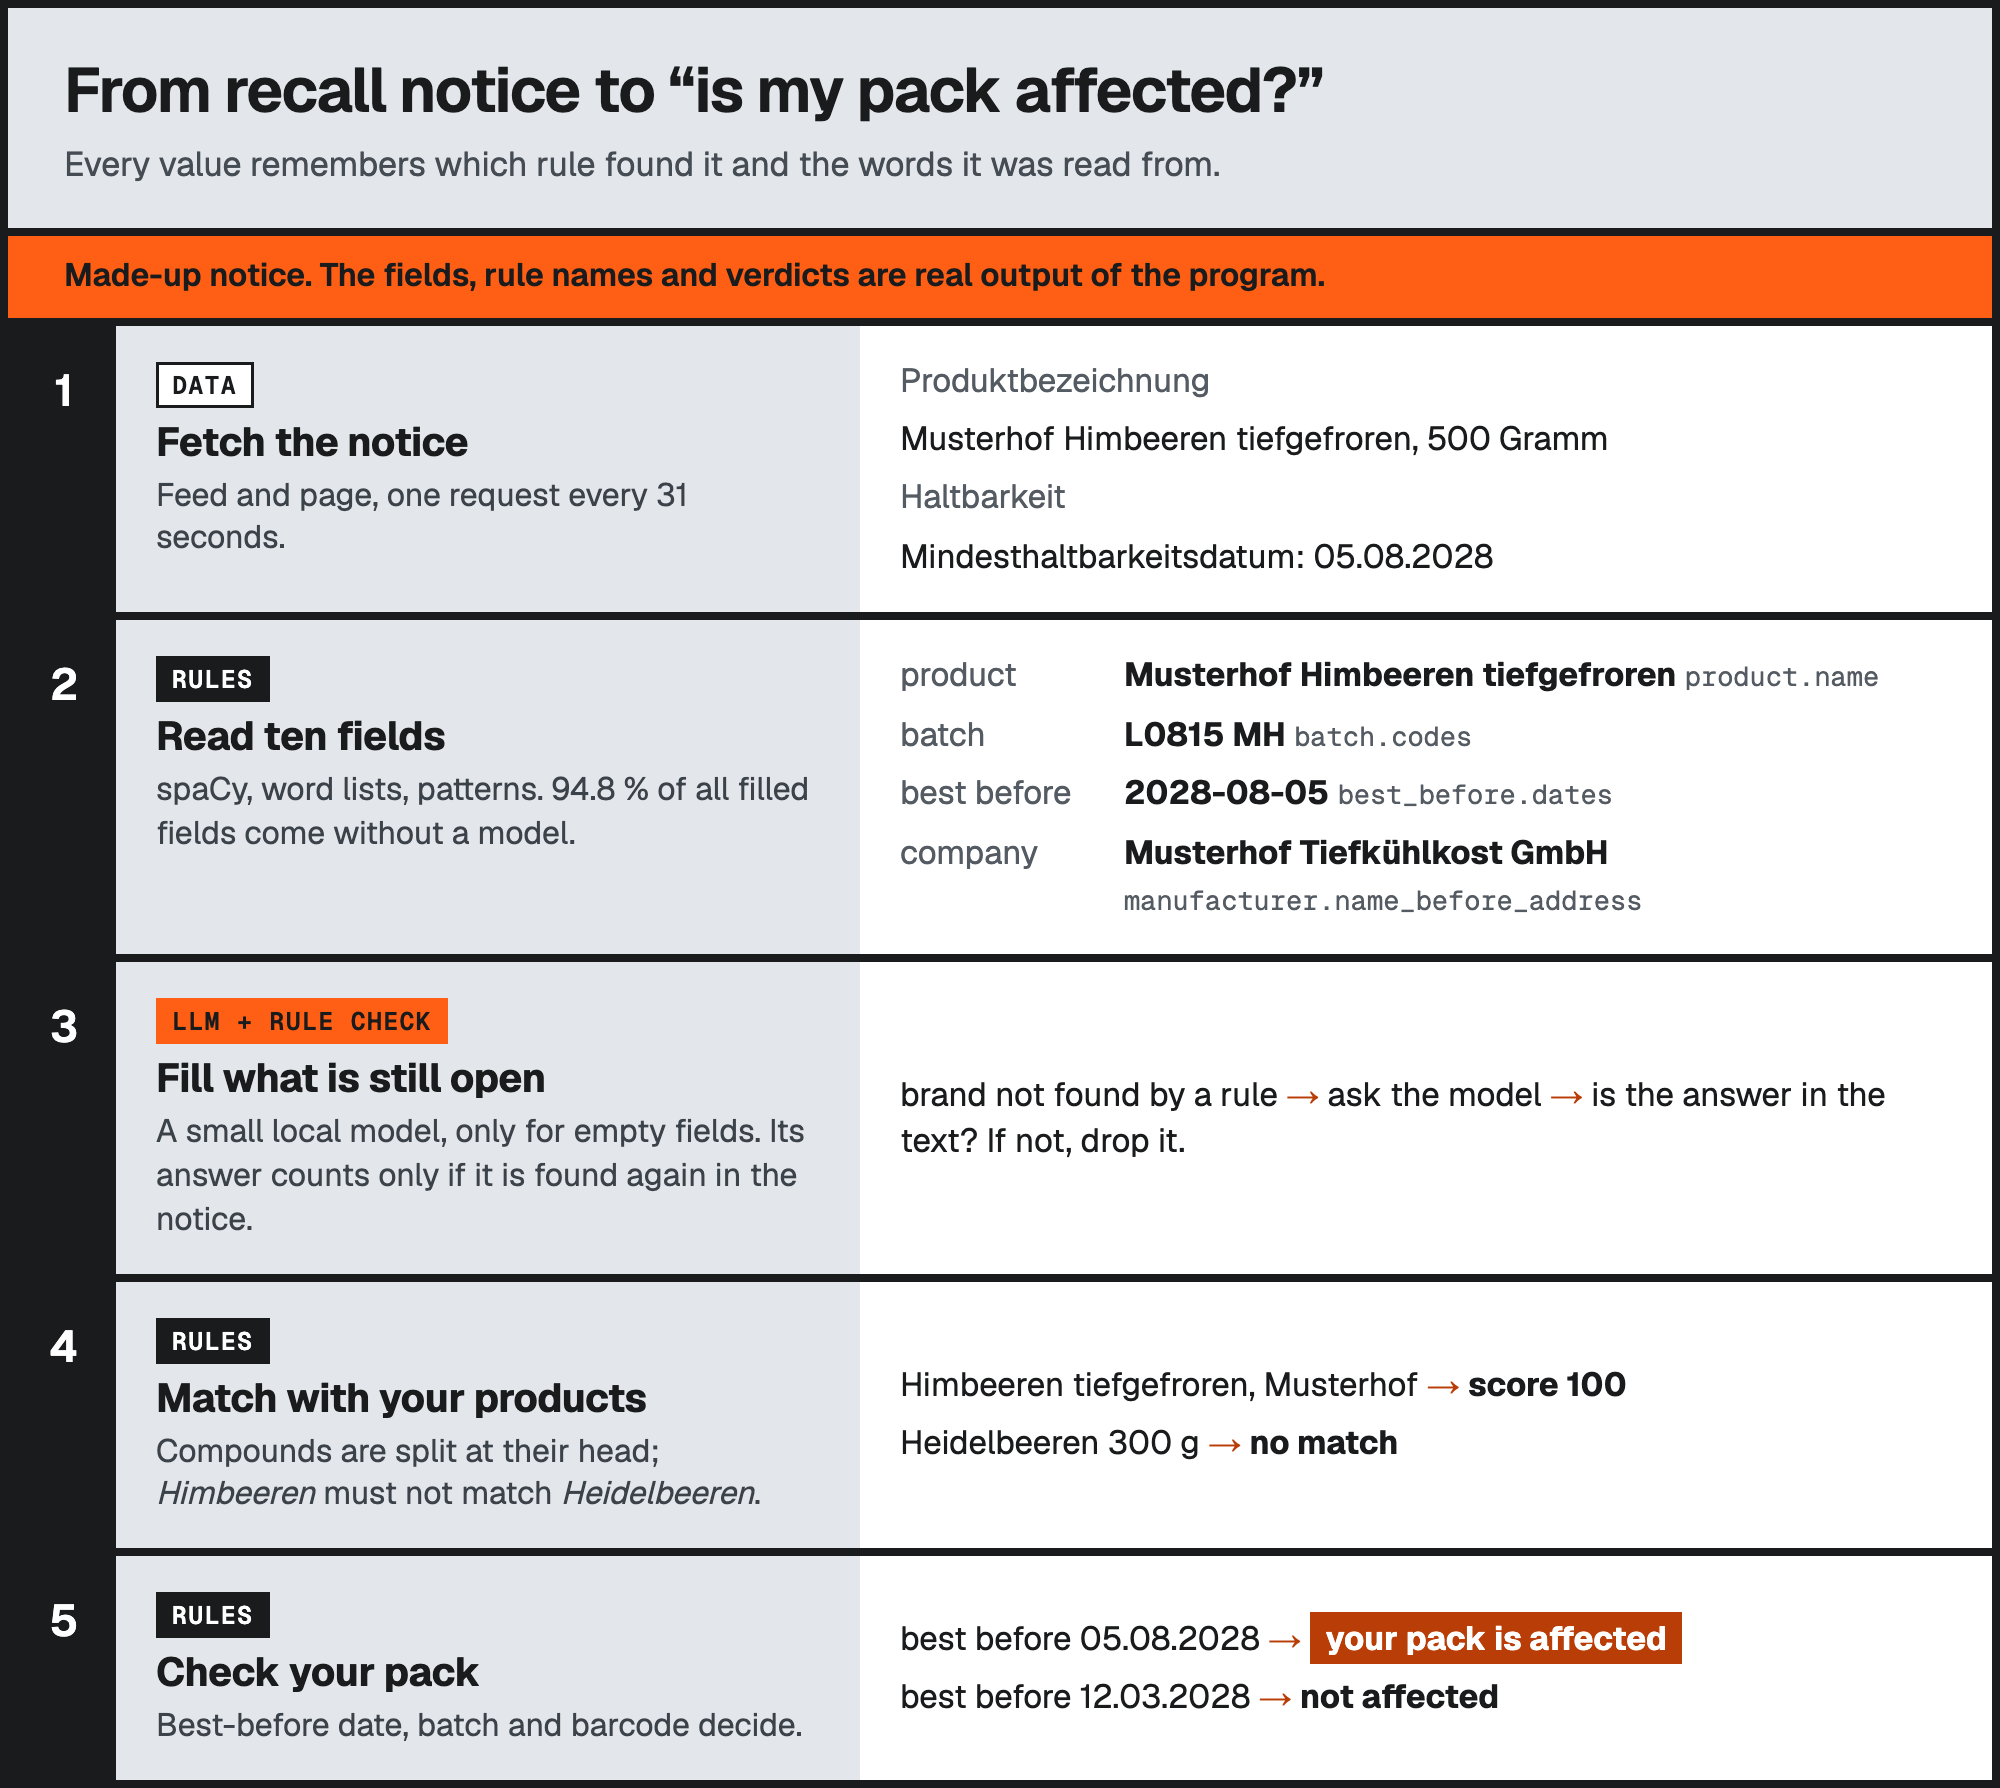 From recall notice to “is my pack affected?”
Every value remembers which rule found it and the words it was read from.
Made-up notice. The fields, rule names and verdicts are real output of the program.
1
DATA
Fetch the notice
Feed and page, one request every 31
seconds.
Produktbezeichnung
Musterhof Himbeeren tiefgefroren, 500 Gramm
Haltbarkeit
Mindesthaltbarkeitsdatum: 05.08.2028
2
RULES
Read ten fields
spaCy, word lists, patterns. 94.8 % of all filled
fields come without a model.
product Musterhof Himbeeren tiefgefroren product.name
batch L0815 MH batch.codes
best before 2028-08-05 best_before.dates
company Musterhof Tiefkühlkost GmbH
manufacturer.name_before_address
3
LLM + RULE CHECK
Fill what is still open
A small local model, only for empty fields. Its
answer counts only if it is found again in the
notice.
brand not found by a rule → ask the model → is the answer in the
text? If not, drop it.
4
RULES
Match with your products
Compounds are split at their head;
Himbeeren must not match Heidelbeeren.
Himbeeren tiefgefroren, Musterhof → score 100
Heidelbeeren 300 g → no match
5
RULES
Check your pack
Best-before date, batch and barcode decide.
best before 05.08.2028 → your pack is affected
best before 12.03.2028 → not affected